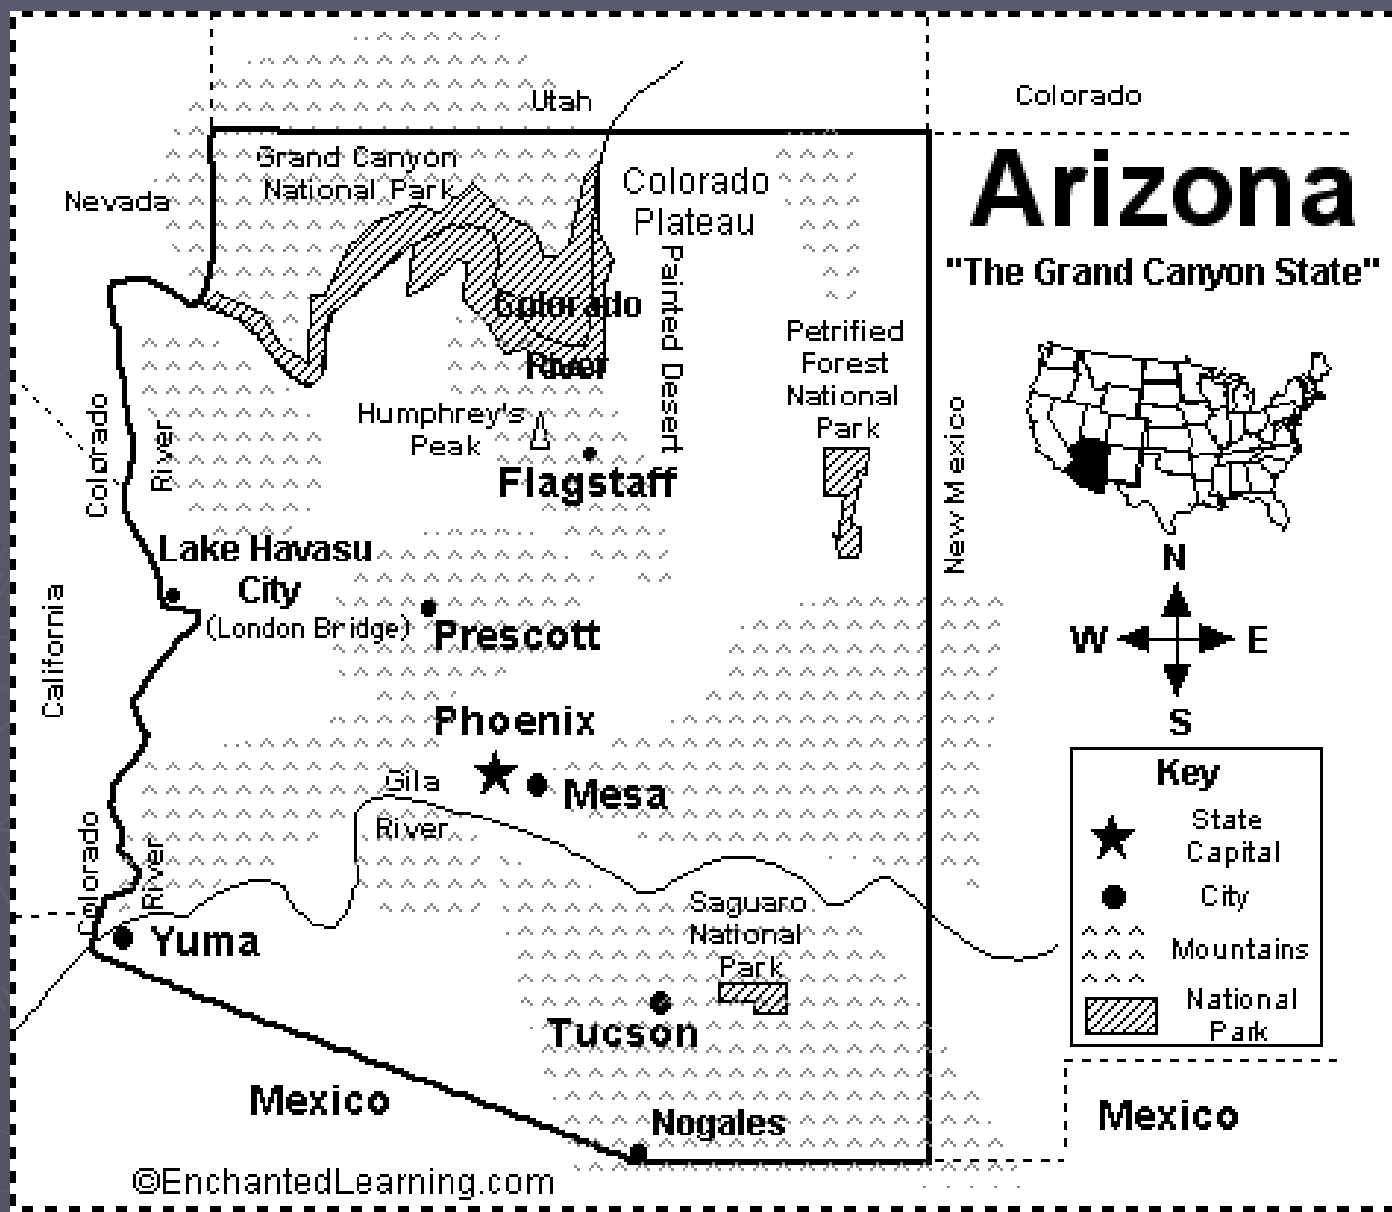 Utah
Colorado
Grand Canyon
National Park
Nevada
Colorado
Plateau
Arizona
"The Grand Canyon State"
Painted Desert
Colorado
River
Petrified
Forest
National
Park
Humphrey's
Peak
Flagstaff
Colorado
River
New Mexico
Lake Havasu
City
(London Bridge)
California
Prescott
N
W E
S
Phoenix
Mesa
Gila
River
Key
State
Capital
City
Mountains
National
Park
Colorado
River
Yuma
Saguaro
National
Park
Tucson
Mexico
Nogales
Mexico
©EnchantedLearning.com